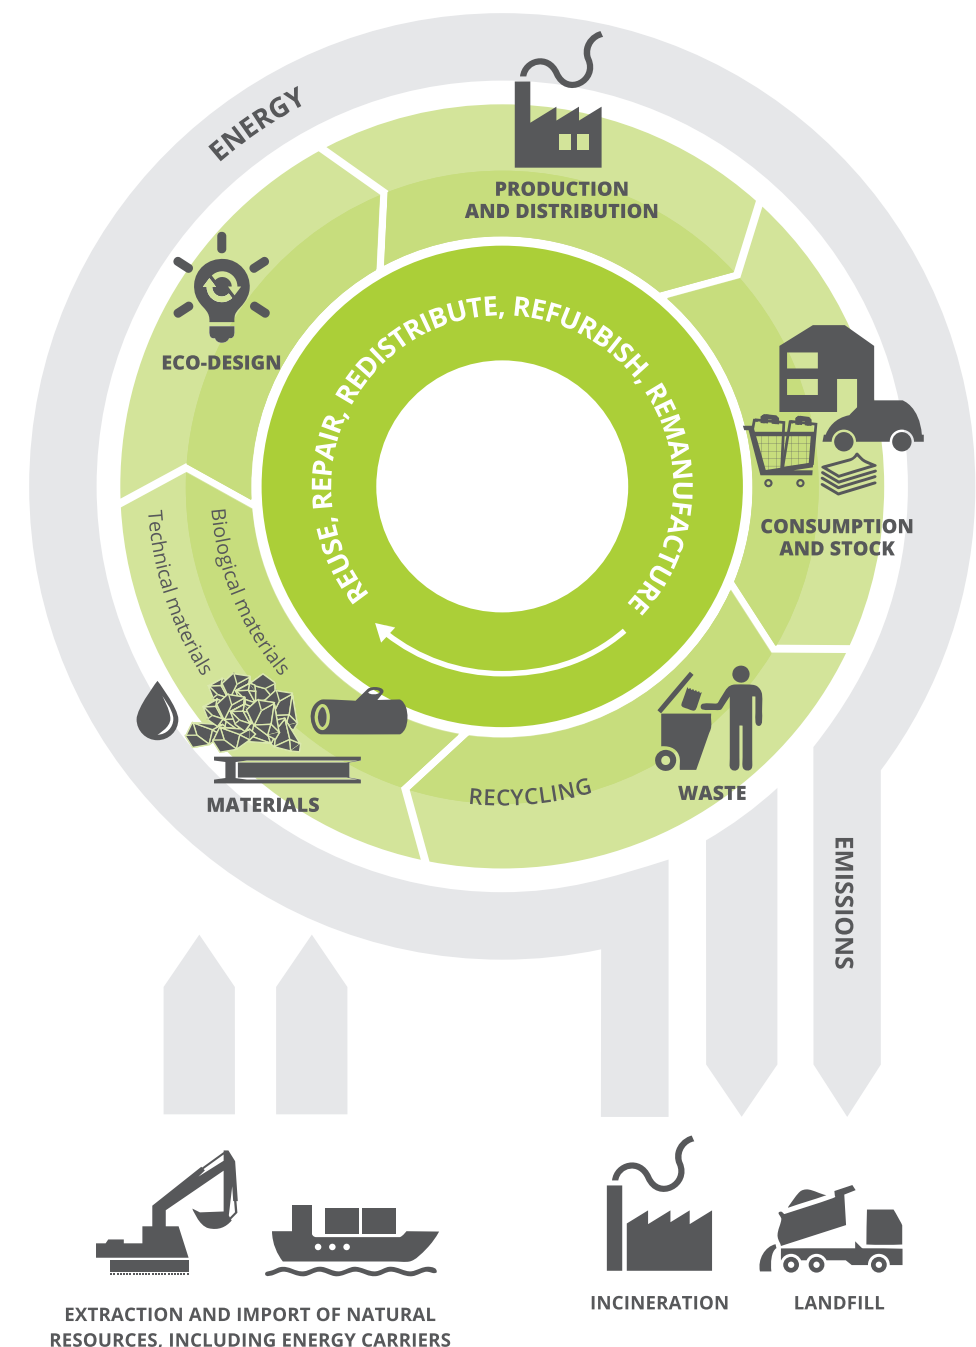 ENERGY
PRODUCTION
AND DISTRIBUTION
ECO-DESIGN
REUSE, REPAIR, REDISTRIBUTE, REFURBISH, REMANUFACTURE
CONSUMPTION
AND STOCK
Technical materials
Biological materials
MATERIALS
RECYCLING
WASTE
EMISSIONS
EXTRACTION AND IMPORT OF NATURAL
RESOURCES, INCLUDING ENERGY CARRIERS
INCINERATION
LANDFILL